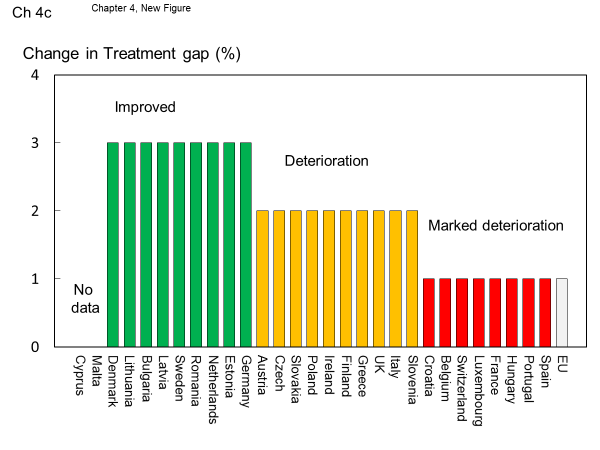 Ch 4c
Chapter 4, New Figure
Change in Treatment gap (%)
4
3
2
1
0
Improved
Deterioration
Marked deterioration
No
data
Cyprus
Malta
Denmark
Lithuania
Bulgaria
Latvia
Sweden
Romania
Netherlands
Estonia
Germany
Austria
Czech
Slovakia
Poland
Ireland
Finland
Greece
UK
Italy
Slovenia
Croatia
Belgium
Switzerland
Luxembourg
France
Hungary
Portugal
Spain
EU